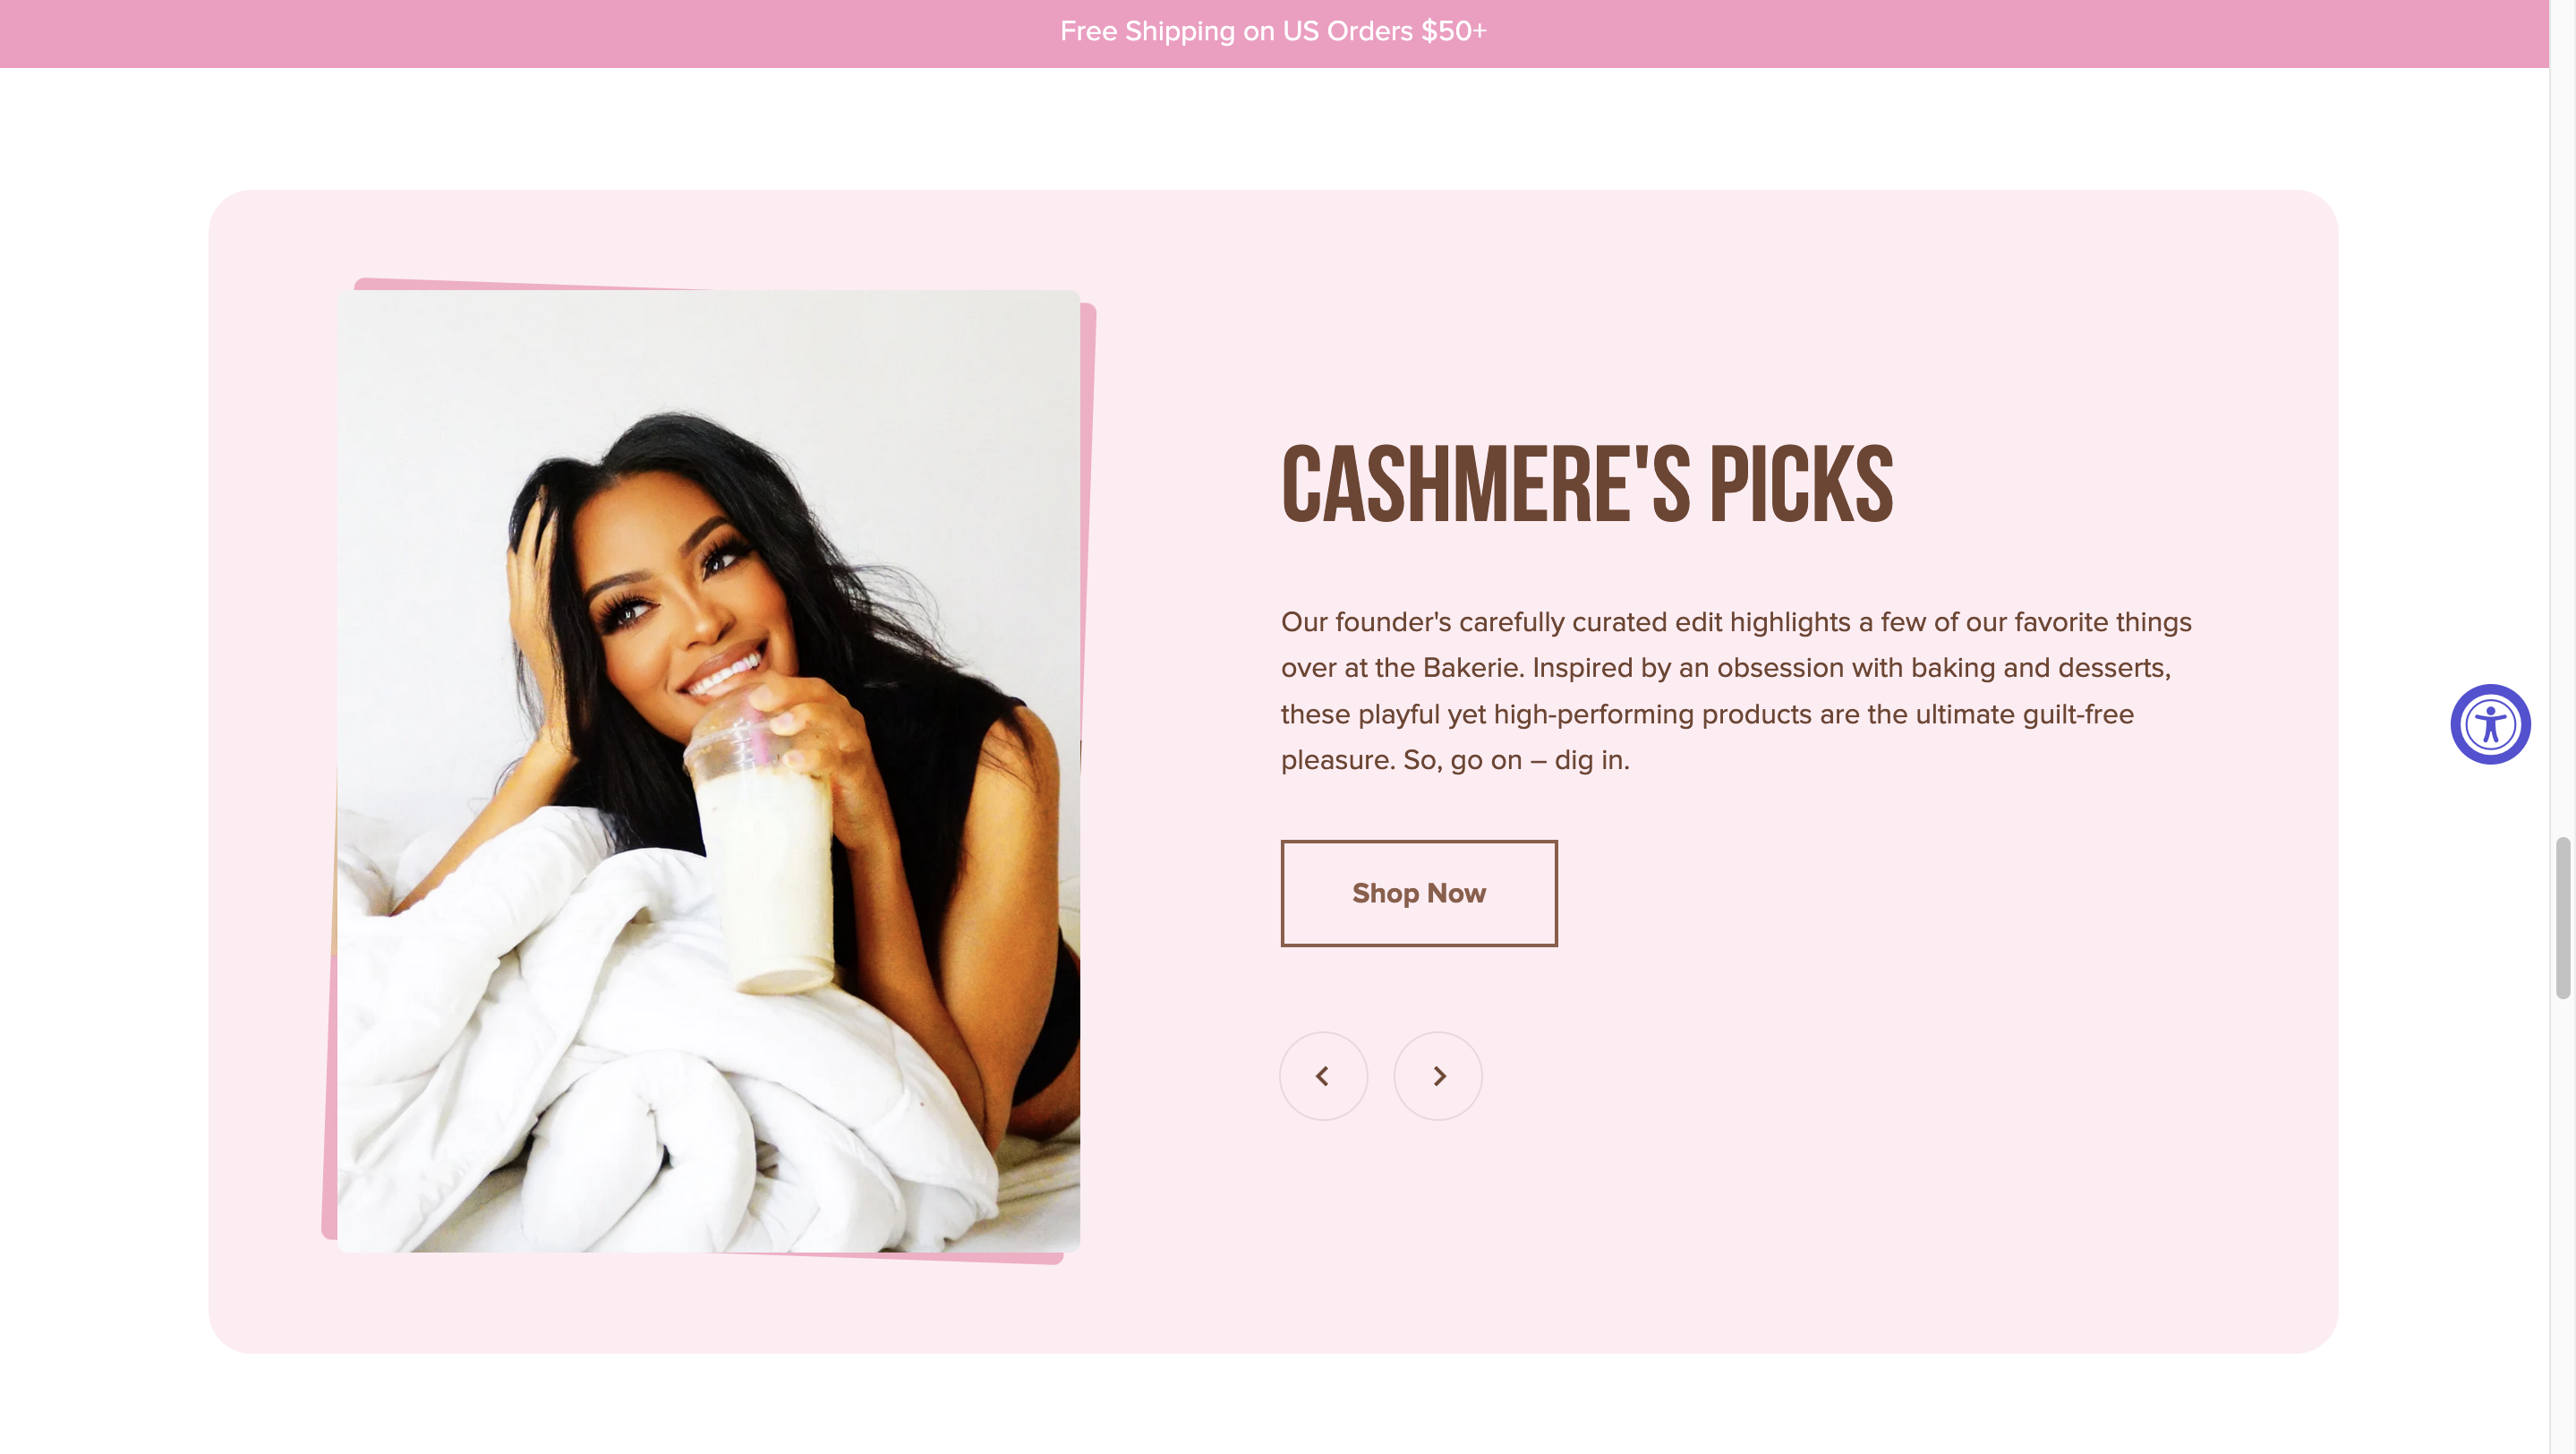 Free Shipping on US Orders $50+
CASHMERE'S PICKS
Our founder's carefully curated edit highlights a few of our favorite things
over at the Bakerie. Inspired by an obsession with baking and desserts,
these playful yet high-performing products are the ultimate guilt-free
pleasure. So, go on – dig in.
Shop Now